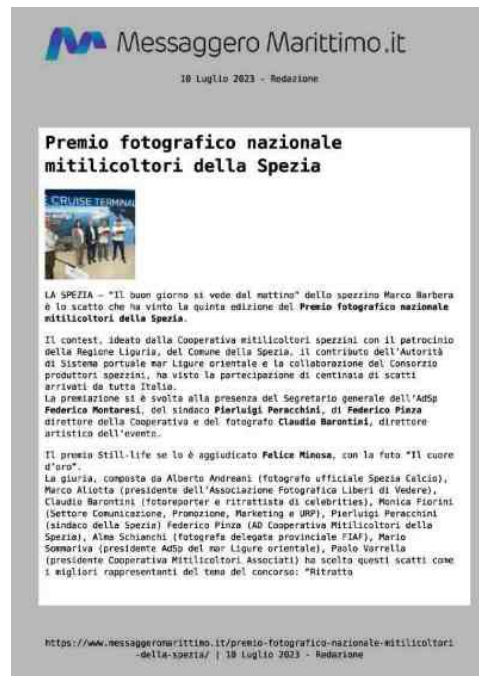 Messaggero Marittimo.it
10 Luglio 2023 - Redazione
Premio fotografico nazionale
mitilicoltori della Spezia
CRUISE TERMINAL
LA SPEZIA – “Il buon giorno si vede dal mattino” dello spezzino Marco Barbera
è lo scatto che ha vinto la quinta edizione del Premio fotografico nazionale
mitilicoltori della Spezia.
Il contest, ideato dalla Cooperativa mitilicoltori spezzini con il patrocinio
della Regione Liguria, del Comune della Spezia, il contributo dell’Autorità
di Sistema portuale mar Ligure orientale e la collaborazione del Consorzio
produttori spezzini, ha visto la partecipazione di centinaia di scatti
arrivati da tutta Italia.
La premiazione si è svolta alla presenza del Segretario generale dell’AdSp
Federico Montaresi, del sindaco Pierluigi Peracchini, di Federico Pinza
direttore della Cooperativa e del fotografo Claudio Barontini, direttore
artistico dell’evento.
Il premio Still-life se lo è aggiudicato Felice Minosa, con la foto “Il cuore
d’oro”.
La giuria, composta da Alberto Andreani (fotografo ufficiale Spezia Calcio),
Marco Aliotta (presidente dell’Associazione Fotografica Liberi di Vedere),
Claudio Barontini (fotoreporter e ritrattista di celebrities), Monica Fiorini
(Settore Comunicazione, Promozione, Marketing e URP), Pierluigi Peracchini
(sindaco della Spezia) Federico Pinza (AD Cooperativa Mitilicoltori della
Spezia), Alma Schianchi (fotografa delegata provinciale FIAF), Mario
Sommariva (presidente AdSp del mar Ligure orientale), Paolo Varrella
(presidente Cooperativa Mitilicoltori Associati) ha scelto questi scatti come
i migliori rappresentanti del tema del concorso: “Ritratto
https://www.messaggeromarittimo.it/premio-fotografico-nazionale-mitilicoltori
-della-spezia/ | 10 Luglio 2023 - Redazione